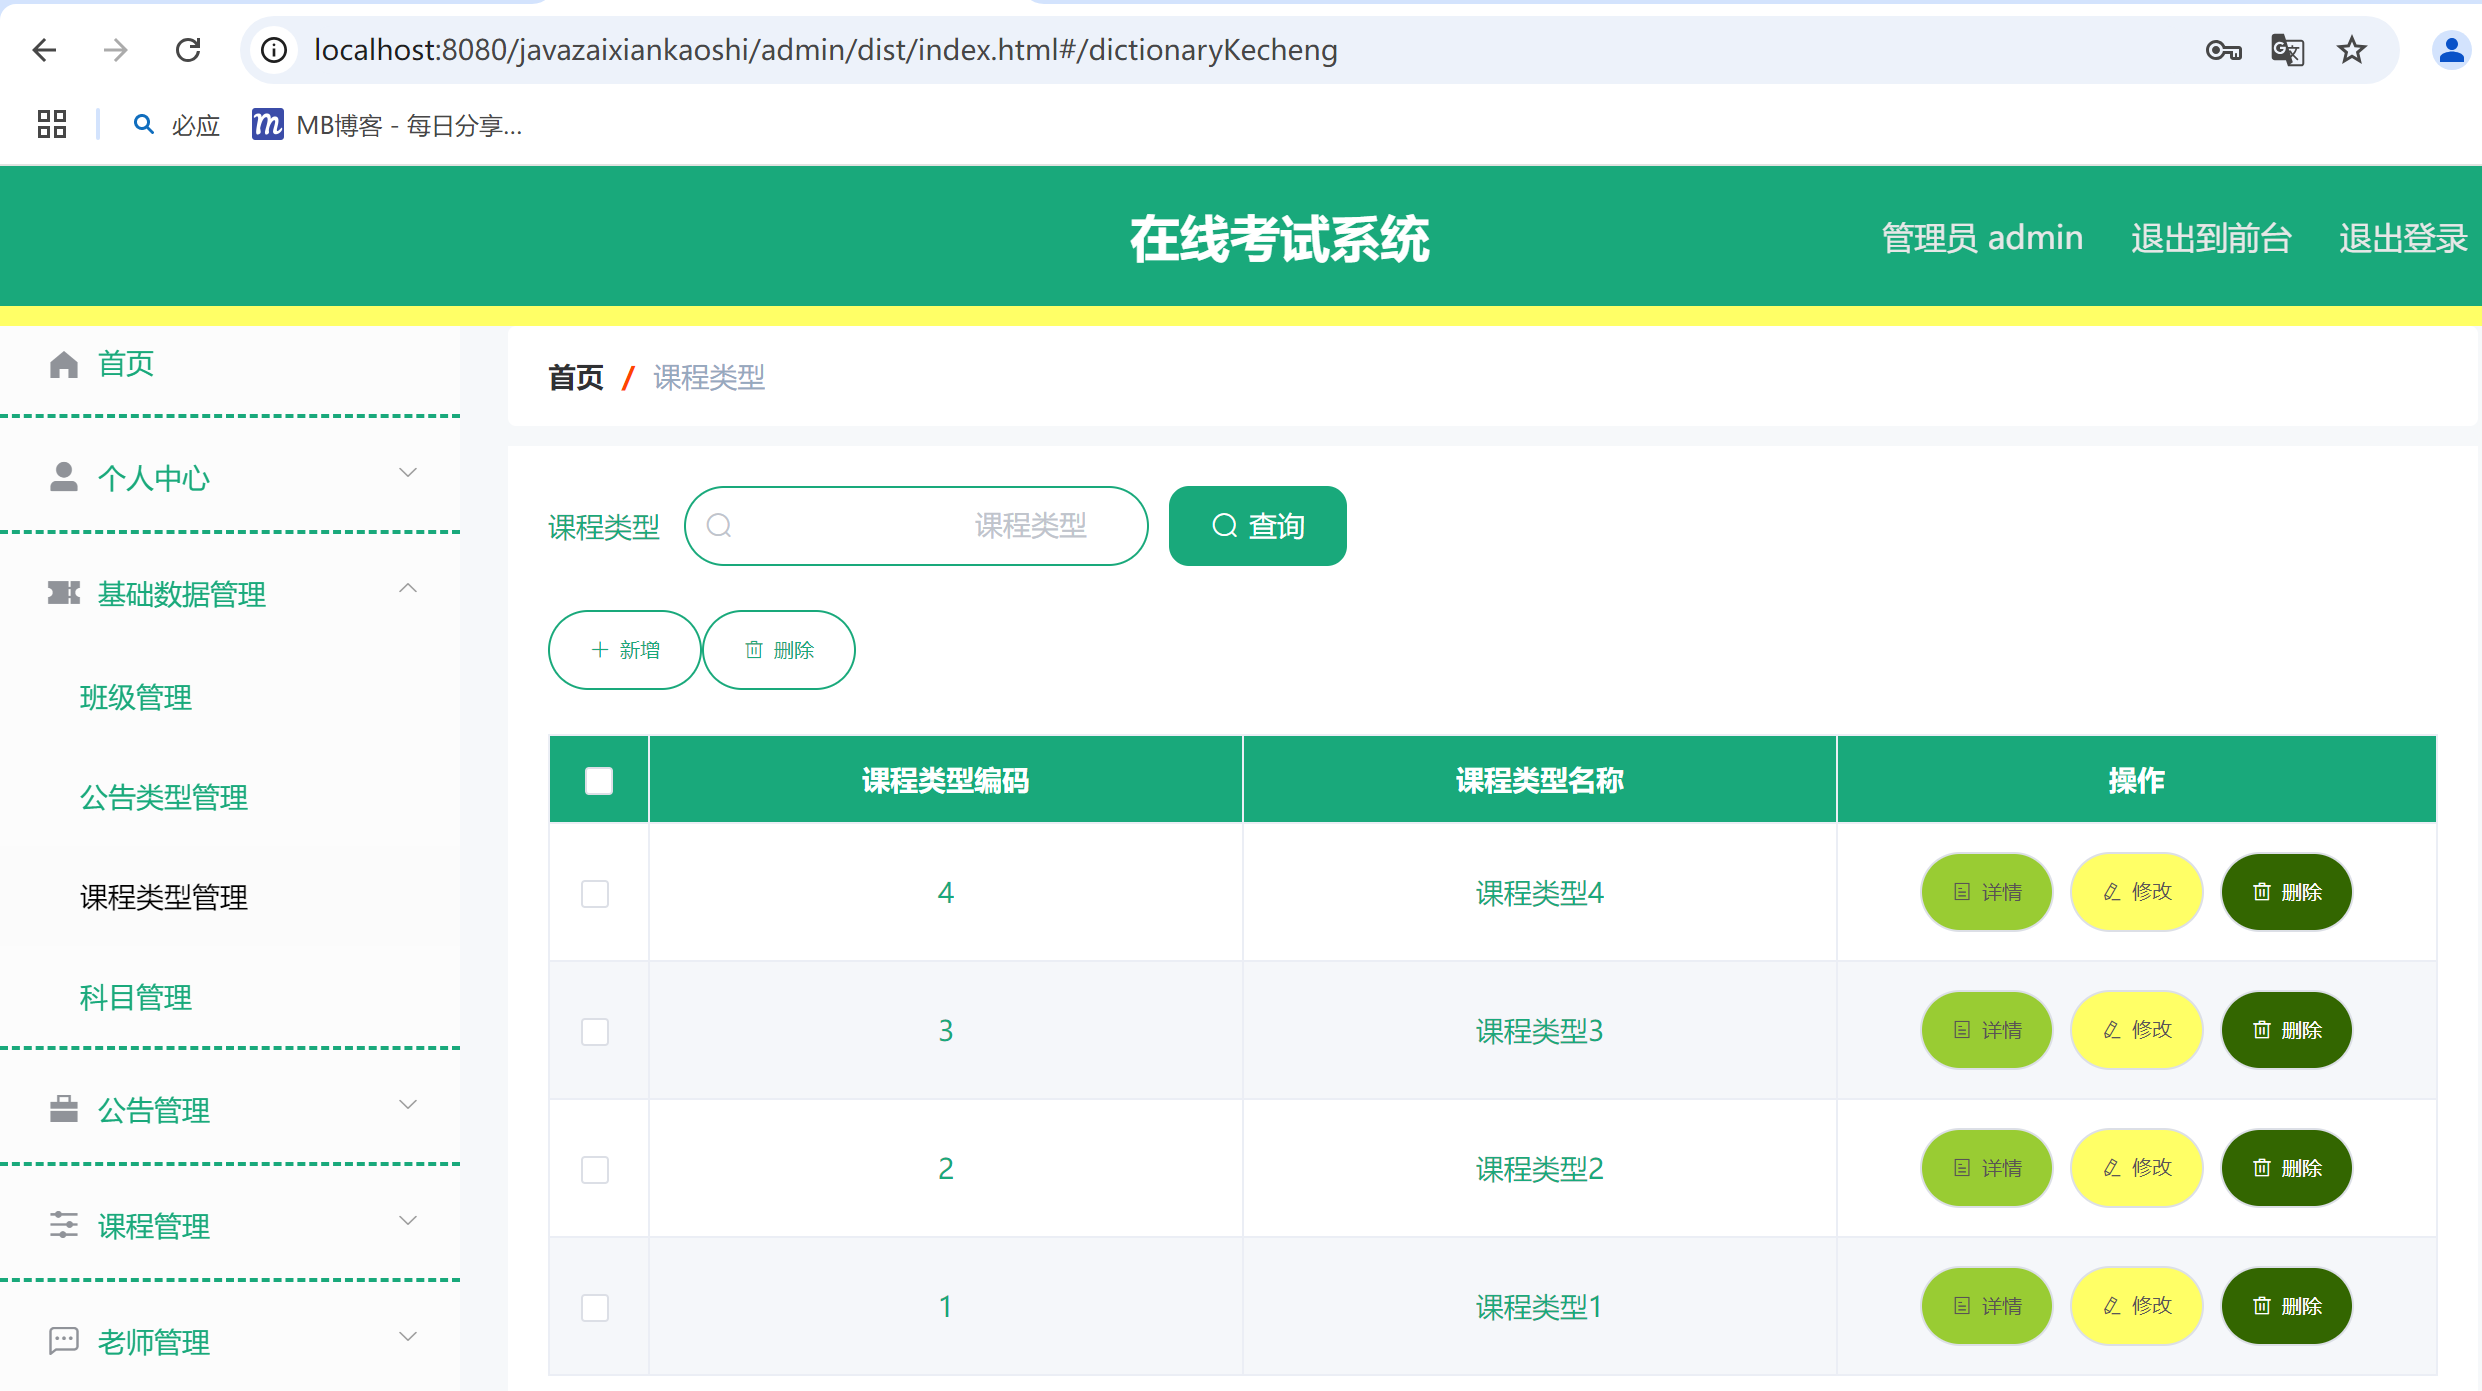 localhost:8080/javazaixiankaoshi/admin/dist/index.html#/dictionaryKecheng
必应
MB博客 - 每日分享...
在线考试系统
管理员 admin
退出到前台
退出登录
首页
个人中心
基础数据管理
班级管理
公告类型管理
课程类型管理
科目管理
公告管理
课程管理
老师管理
首页 / 课程类型
课程类型
课程类型
查询
新增
删除
课程类型编码 课程类型名称 操作
4 课程类型4 详情 修改 删除
3 课程类型3 详情 修改 删除
2 课程类型2 详情 修改 删除
1 课程类型1 详情 修改 删除